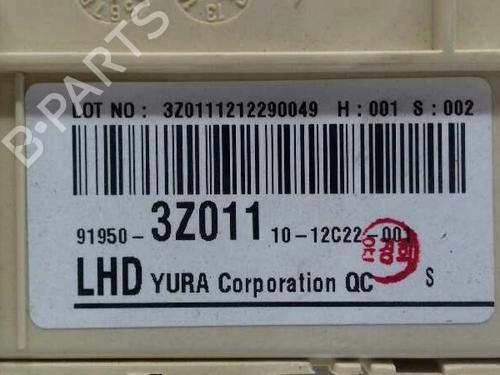 B-PARTS
LOT NO : 3Z0111212290049 H : 001 S : 002
91950- 3Z011 10-12C22-001
LHD YURA Corporation QC S